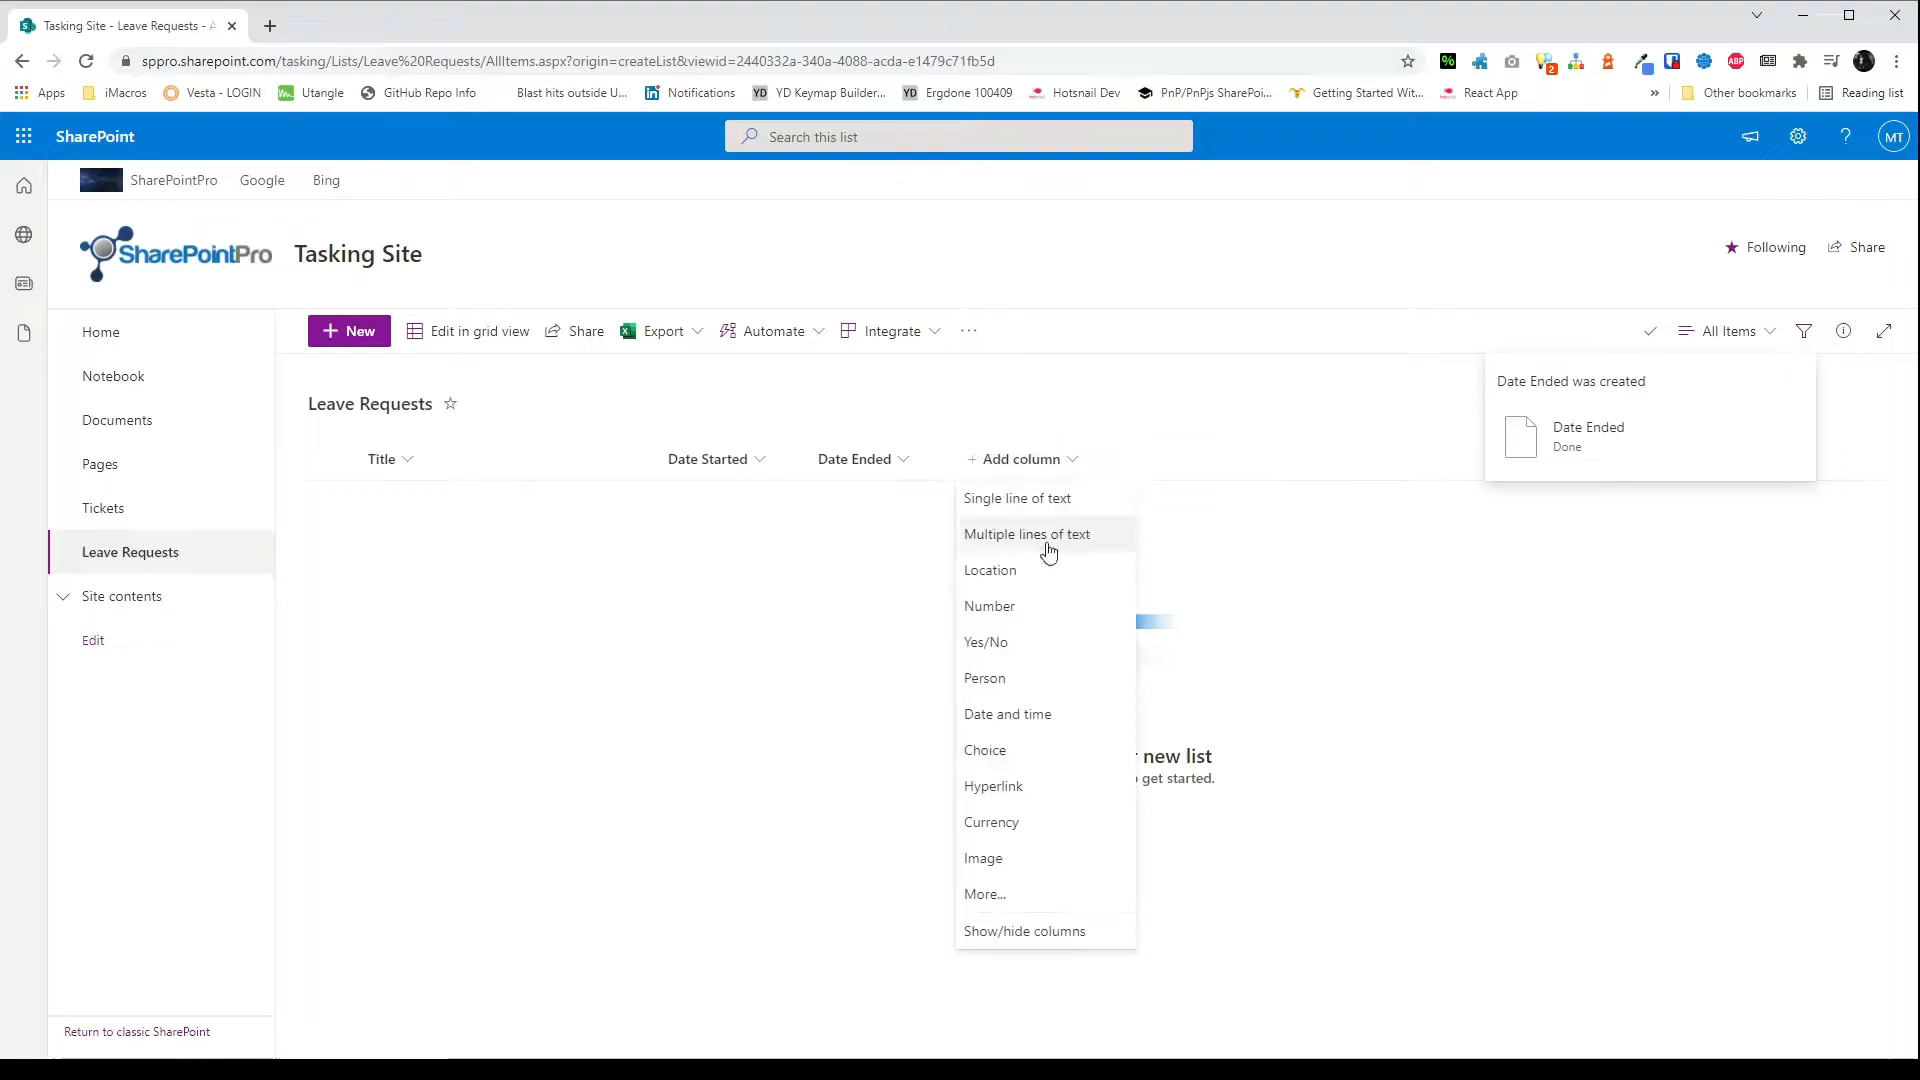 Tasking Site - Leave Requests - A
sppro.sharepoint.com/tasking/Lists/Leave%20Requests/AllItems.aspx?origin=createList&viewid=2440332a-340a-4088-acda-e1479c71fb5d
%
2
ABP
Apps
iMacros
Vesta - LOGIN
Utangle
GitHub Repo Info
Blast hits outside U...
Notifications
YD YD Keymap Builder...
YD Ergdone 100409
Hotsnail Dev
PnP/PnPjs SharePoi...
Getting Started Wit...
React App
»
Other bookmarks
Reading list
SharePoint
Search this list
?
MT
SharePointPro
Google
Bing
SharePointPro
Tasking Site
Following
Share
Home
Notebook
Documents
Pages
Tickets
Leave Requests
Site contents
Edit
Return to classic SharePoint
+ New
Edit in grid view
Share
Export
Automate
Integrate
...
All Items
Date Ended was created
Date Ended
Done
Leave Requests
Title
Date Started
Date Ended
+ Add column
Single line of text
Multiple lines of text
Location
Number
Yes/No
Person
Date and time
Choice
Hyperlink
Currency
Image
More...
Show/hide columns
new list
get started.